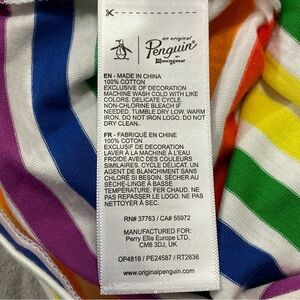 an original
Penguin
BY
Munsingwear
EN - MADE IN CHINA
100% COTTON
EXCLUSIVE OF DECORATION
MACHINE WASH COLD WITH LIKE
COLORS. DELICATE CYCLE.
NON-CHLORINE BLEACH IF
NEEDED. TUMBLE DRY LOW, WARM
IRON. DO NOT IRON LOGO. DO NOT
DRY CLEAN.
FR - FABRIQUÉ EN CHINE
100% COTON
EXCLUSIF DE DÉCORATION
LAVER À LA MACHINE À L'EAU
FROIDE AVEC DES COULEURS
SIMILAIRES. CYCLE DÉLICAT. UN
AGENT DE BLANCHIMENT SANS
CHLORE SI BESOIN. SÉCHER AU
SÈCHE-LINGE À BASSE
TEMPÉRATURE. FER CHAUD. NE
PAS REPASSER LE LOGO. NE PAS
NETTOYER À SEC.
RN# 37763 / CA# 55972
MANUFACTURED FOR:
Perry Ellis Europe LTD,
CM8 3DJ, UK
OP4819 / PE24587 / RT2636
www.originalpenguin.com